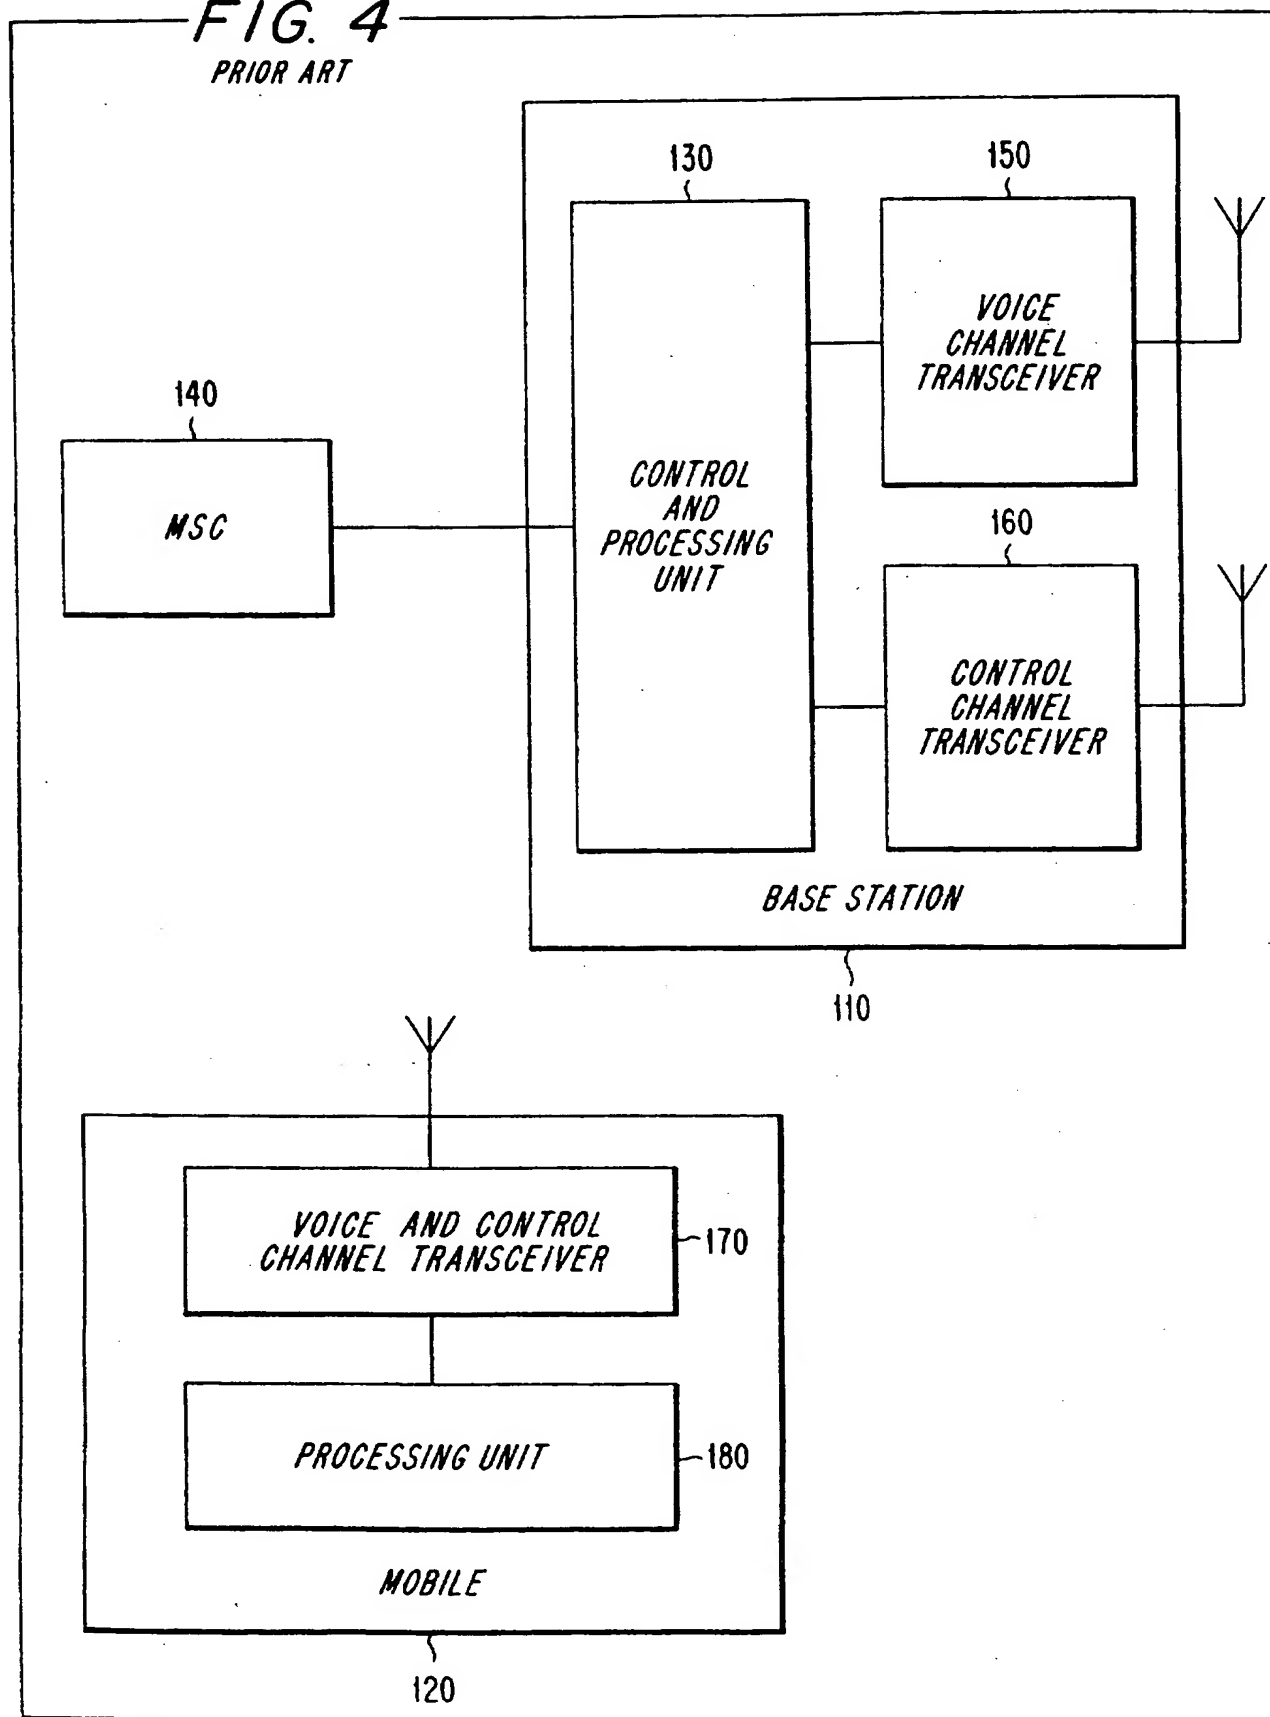 FIG. 4
PRIOR ART
130
150
VOICE
CHANNEL
TRANSCEIVER
140
MSC
CONTROL
AND
PROCESSING
UNIT
160
CONTROL
CHANNEL
TRANSCEIVER
BASE STATION
110
VOICE AND CONTROL
CHANNEL TRANSCEIVER
170
PROCESSING UNIT
180
MOBILE
120